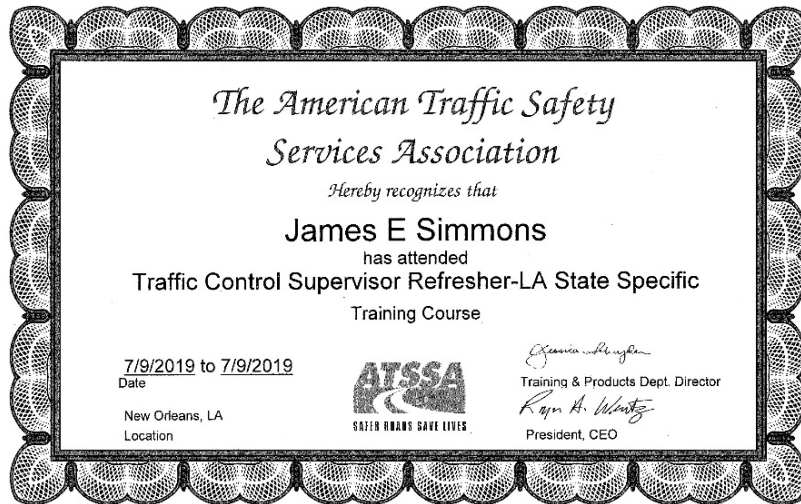 The American Traffic Safety
Services Association
Hereby recognizes that
James E Simmons
has attended
Traffic Control Supervisor Refresher-LA State Specific
Training Course
7/9/2019 to 7/9/2019
Date
New Orleans, LA
Location
ATSSA
SAFER ROADS SAVE LIVES
Training & Products Dept. Director
President, CEO